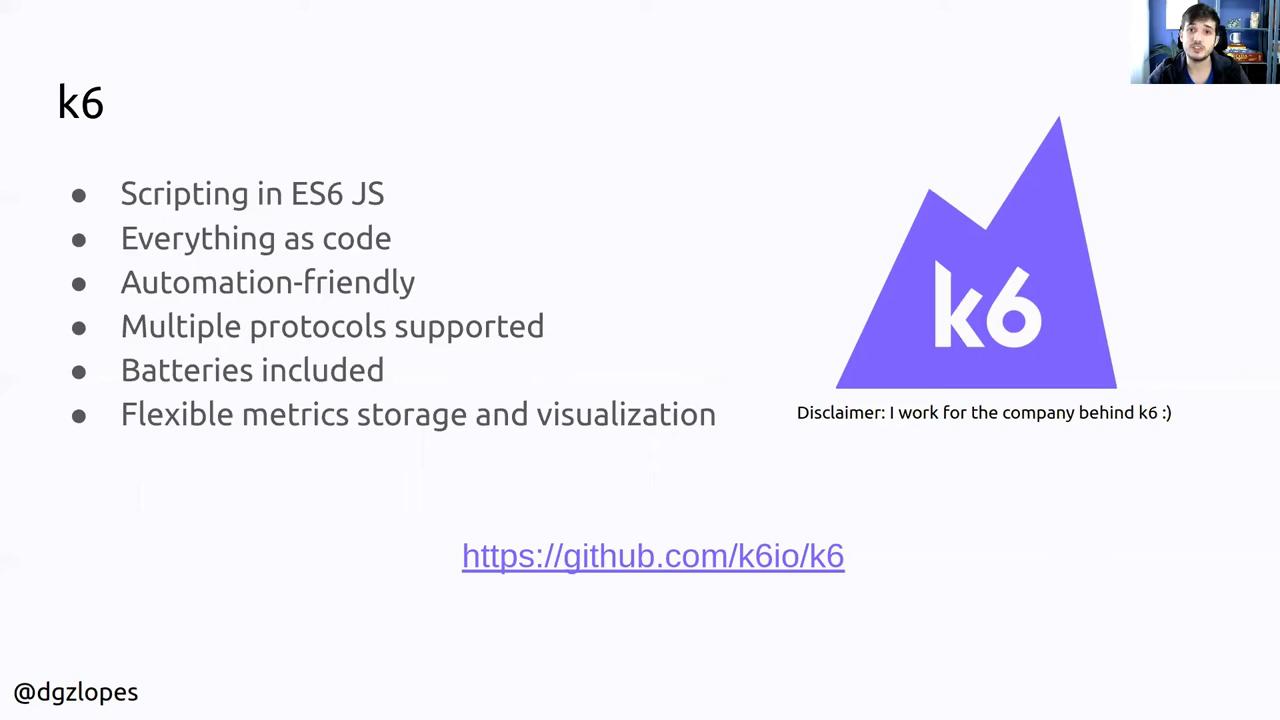 k6
● Scripting in ES6 JS
● Everything as code
● Automation-friendly
● Multiple protocols supported
● Batteries included
● Flexible metrics storage and visualization
k6
Disclaimer: I work for the company behind k6 :)
https://github.com/k6io/k6
@dgzlopes